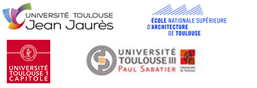 UNIVERSITÉ TOULOUSE
Jean Jaurès
ÉCOLE NATIONALE SUPÉRIEURE
D'ARCHITECTURE
DE TOULOUSE
UNIVERSITÉ
TOULOUSE 1
CAPITOLE
UNIVERSITÉ
TOULOUSE III
PAUL SABATIER